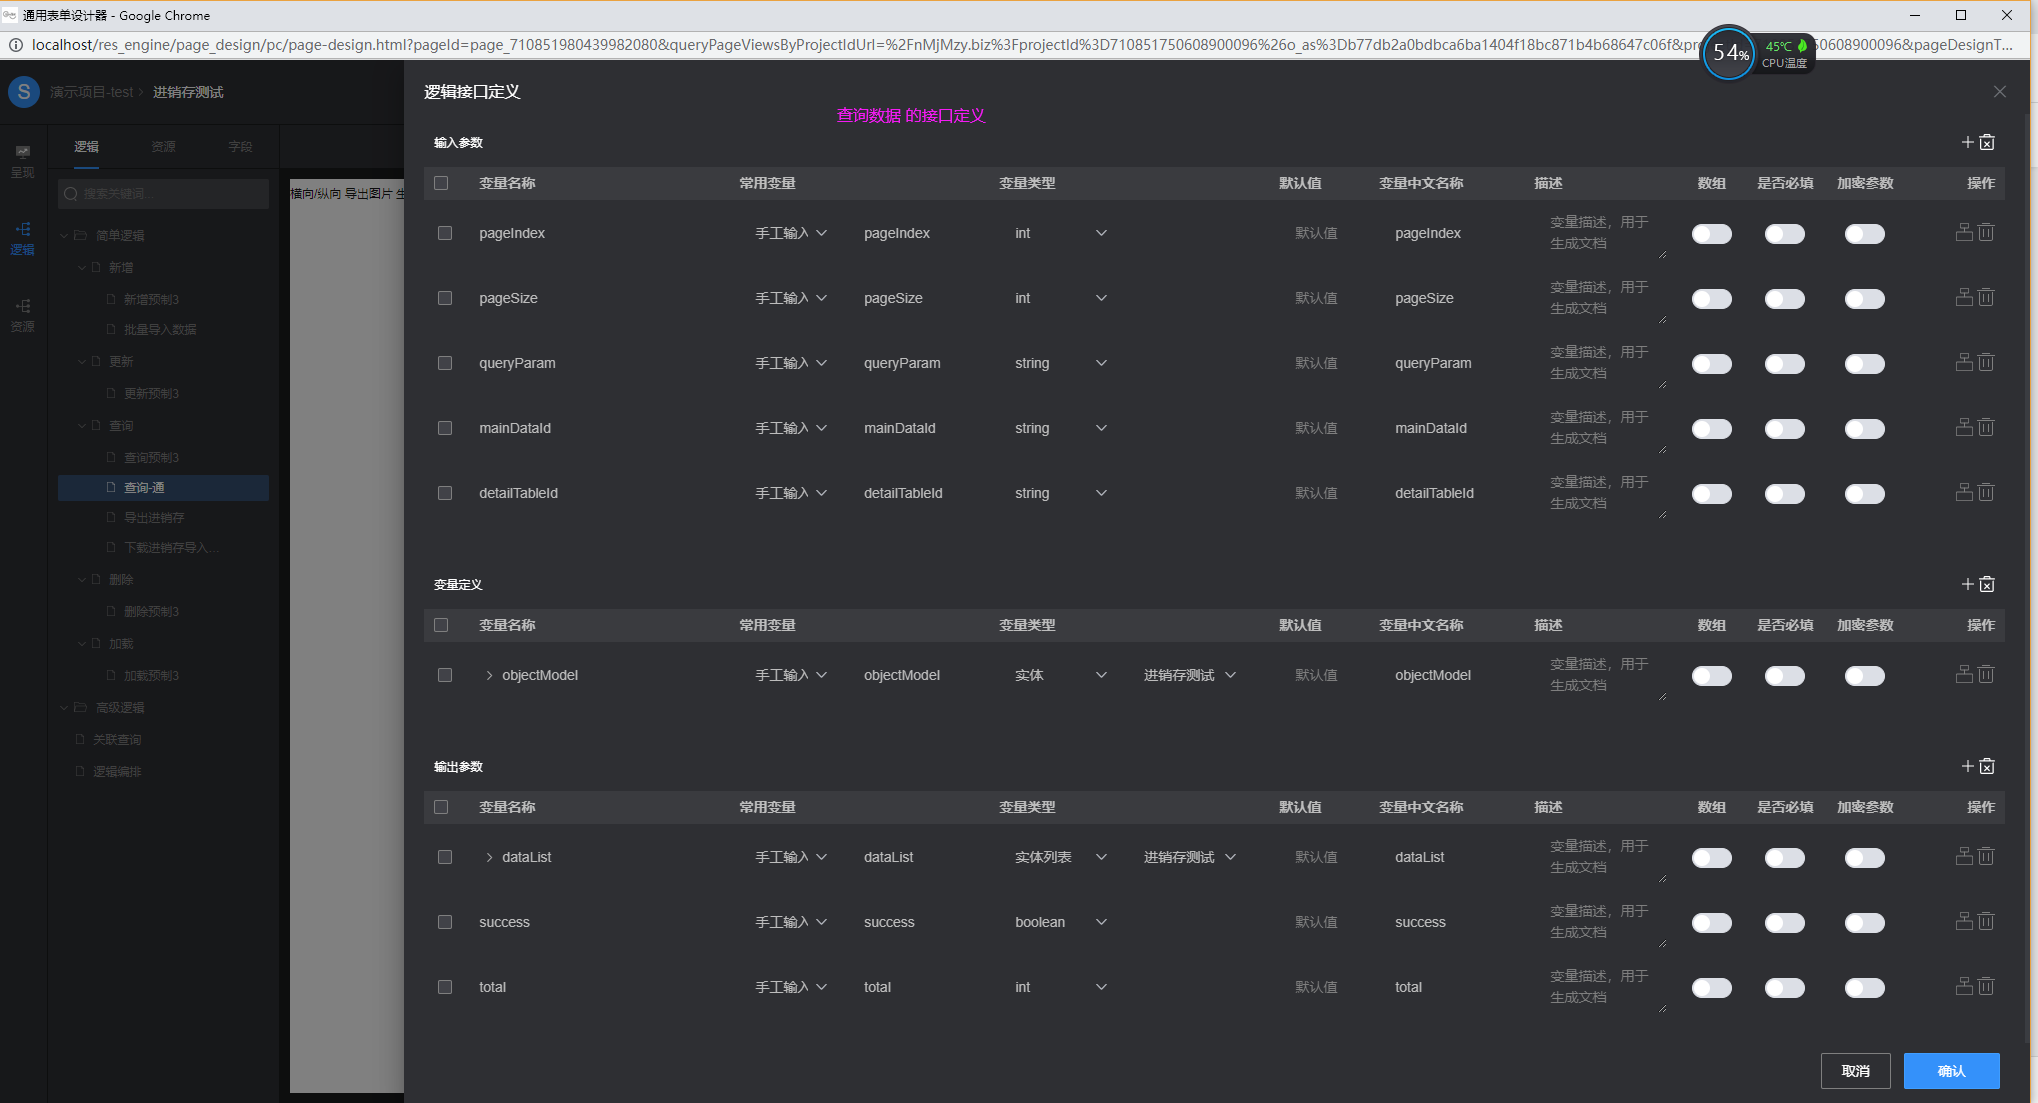 通用表单设计器 - Google Chrome
localhost/res_engine/page_design/pc/page-design.html?pageId=page_710851980439982080&queryPageViewsByProjectIdUrl=%2FnMjMzy.biz%3FprojectId%3D710851750608900096%26o_as%3Db77db2a0bdbca6ba1404f18bc871b4b68647c06f&pro
50608900096&pageDesignT...
54%
45℃
CPU温度
S
演示项目-test > 进销存测试
呈现
逻辑
资源
逻辑 资源 字段
搜索关键词...
简单逻辑
新增
新增预制3
批量导入数据
更新
更新预制3
查询
查询预制3
查询-通
导出进销存
下载进销存导入...
删除
删除预制3
加载
加载预制3
高级逻辑
关联查询
逻辑编排
横向/纵向 导出图片 生
逻辑接口定义
查询数据 的接口定义
输入参数
变量名称 常用变量 变量类型 默认值 变量中文名称 描述 数组 是否必填 加密参数 操作
pageIndex 手工输入 pageIndex int 默认值 pageIndex 变量描述，用于
生成文档
pageSize 手工输入 pageSize int 默认值 pageSize 变量描述，用于
生成文档
queryParam 手工输入 queryParam string 默认值 queryParam 变量描述，用于
生成文档
mainDataId 手工输入 mainDataId string 默认值 mainDataId 变量描述，用于
生成文档
detailTableId 手工输入 detailTableId string 默认值 detailTableId 变量描述，用于
生成文档
变量定义
变量名称 常用变量 变量类型 默认值 变量中文名称 描述 数组 是否必填 加密参数 操作
objectModel 手工输入 objectModel 实体 进销存测试 默认值 objectModel 变量描述，用于
生成文档
输出参数
变量名称 常用变量 变量类型 默认值 变量中文名称 描述 数组 是否必填 加密参数 操作
dataList 手工输入 dataList 实体列表 进销存测试 默认值 dataList 变量描述，用于
生成文档
success 手工输入 success boolean 默认值 success 变量描述，用于
生成文档
total 手工输入 total int 默认值 total 变量描述，用于
生成文档
取消 确认